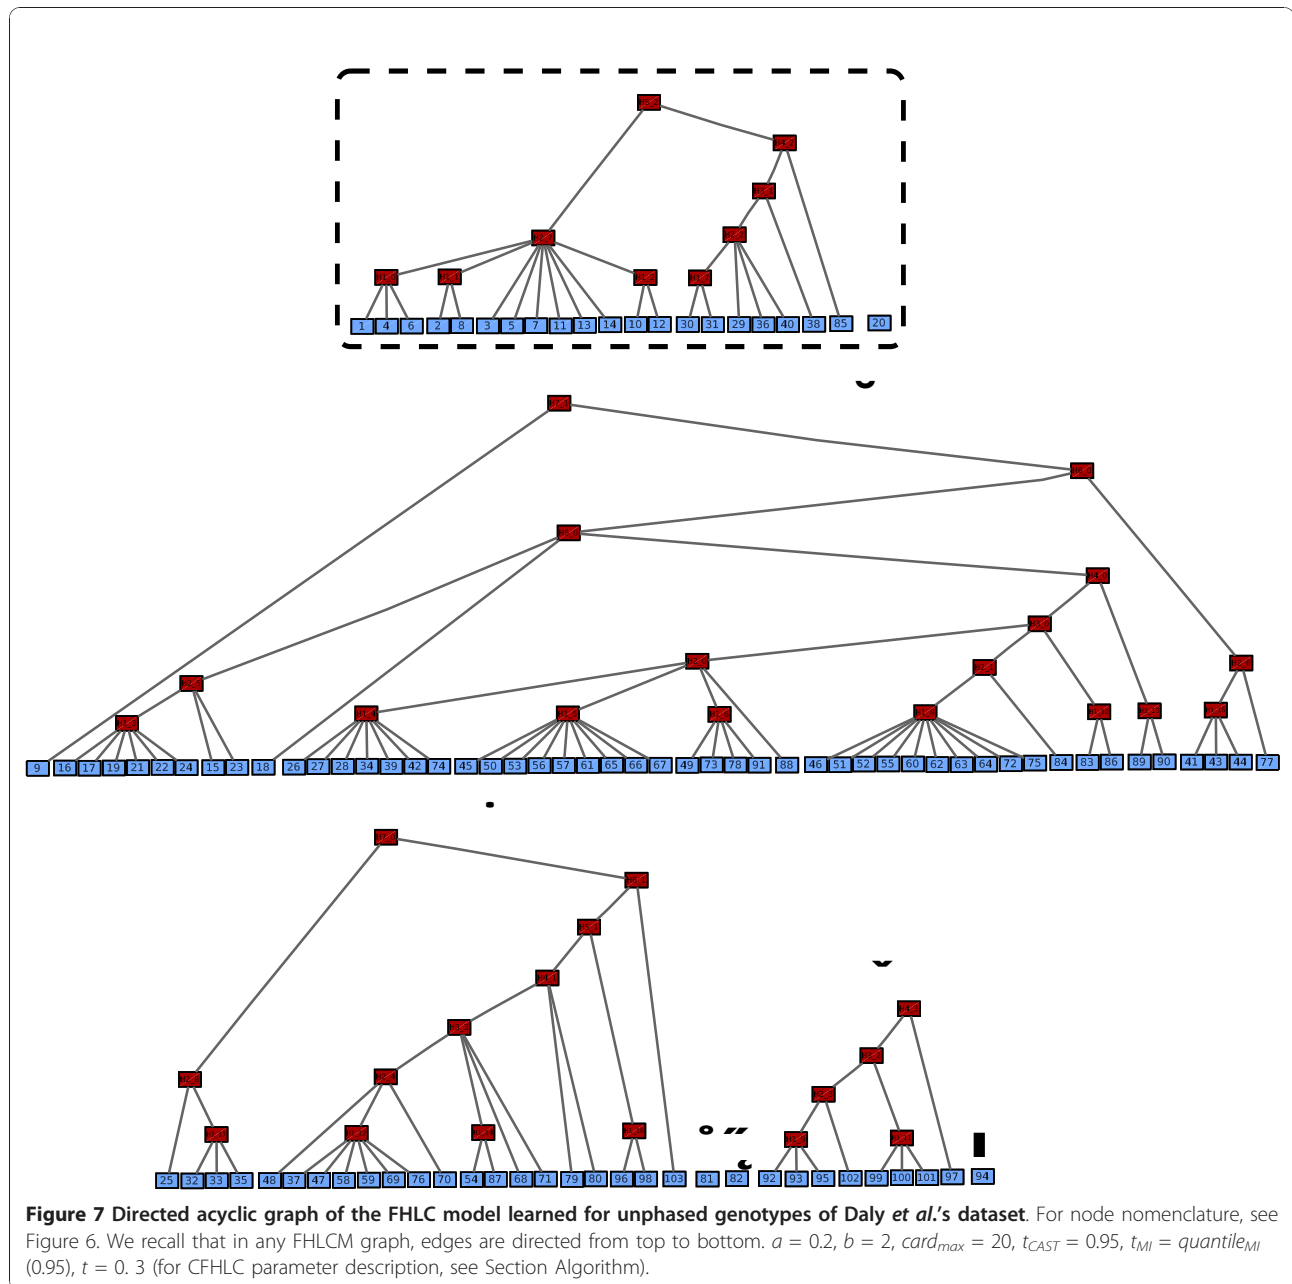 1 4 6 2 8 3 5 7 11 13 14 10 12 30 31 29 36 40 38 85 20
9 16 17 19 21 22 24 15 23 18 26 27 28 34 39 42 74 45 50 53 56 57 61 65 66 67 49 73 78 91 88 46 51 52 55 60 62 63 64 72 75 84 83 86 89 90 41 43 44 77
25 32 33 35 48 37 47 58 59 69 76 70 54 87 68 71 79 80 96 98 103 81 82 92 93 95 102 99 100 101 97 94
Figure 7 Directed acyclic graph of the FHLC model learned for unphased genotypes of Daly et al.'s dataset. For node nomenclature, see
Figure 6. We recall that in any FHLCM graph, edges are directed from top to bottom. a = 0.2, b = 2, card_max = 20, t_CAST = 0.95, t_MI = quantile_MI
(0.95), t = 0. 3 (for CFHLC parameter description, see Section Algorithm).